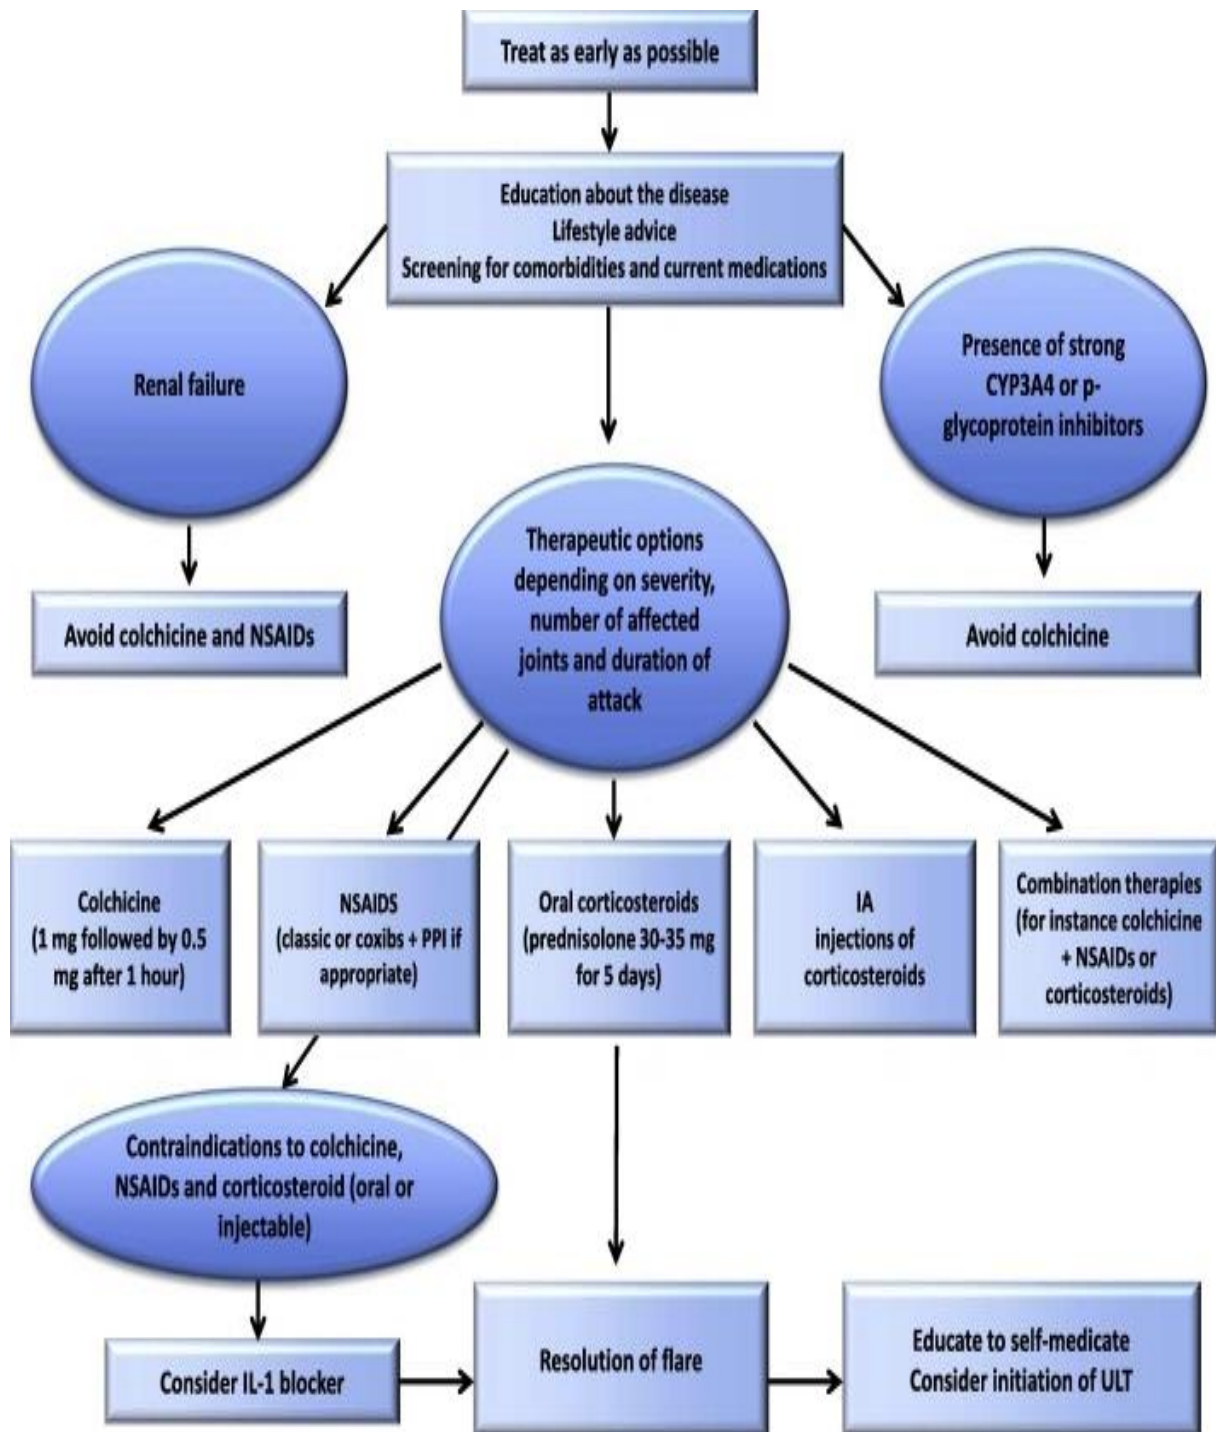 Treat as early as possible
Education about the disease
Lifestyle advice
Screening for comorbidities and current medications
Renal failure
Presence of strong
CYP3A4 or p-
glycoprotein inhibitors
Avoid colchicine and NSAIDs
Therapeutic options
depending on severity,
number of affected
joints and duration of
attack
Avoid colchicine
Colchicine
(1 mg followed by 0.5
mg after 1 hour)
NSAIDS
(classic or coxibs + PPI if
appropriate)
Oral corticosteroids
(prednisolone 30-35 mg
for 5 days)
IA
injections of
corticosteroids
Combination therapies
(for instance colchicine
+ NSAIDs or
corticosteroids)
Contraindications to colchicine,
NSAIDs and corticosteroid (oral or
injectable)
Consider IL-1 blocker
Resolution of flare
Educate to self-medicate
Consider initiation of ULT